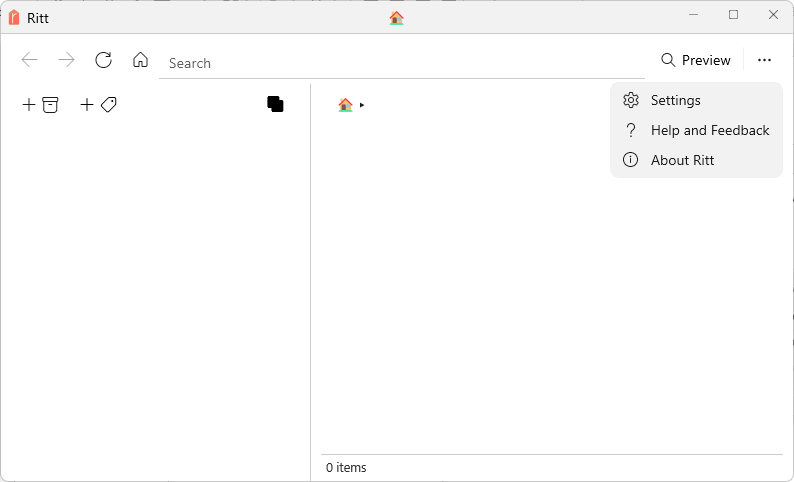 Ritt
Search
Preview
Settings
Help and Feedback
About Ritt
0 items